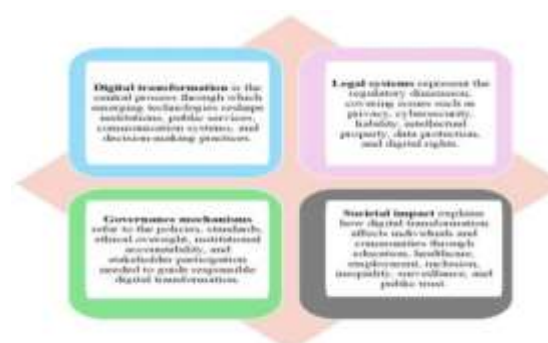 Digital transformation is the
central process through which
emerging technologies reshape
institutions, public services,
communication systems, and
decision-making practices.
Legal systems represent the
regulatory dimension,
covering issues such as
privacy, cybersecurity,
liability, intellectual
property, data protection,
and digital rights.
Governance mechanisms
refer to the policies, standards,
ethical oversight, institutional
accountability, and
stakeholder participation
needed to guide responsible
digital transformation.
Societal impact explains
how digital transformation
affects individuals and
communities through
education, healthcare,
employment, inclusion,
inequality, surveillance, and
public trust.